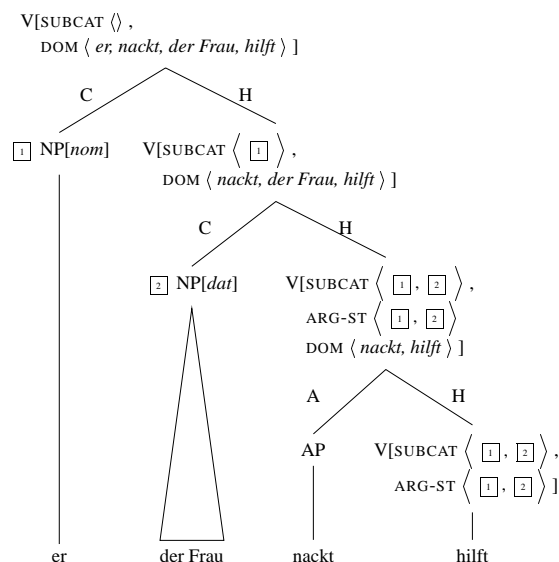 V[SUBCAT ⟨⟩ ,
DOM ⟨ er, nackt, der Frau, hilft ⟩ ]
C H
1 NP[nom] V[SUBCAT ⟨ 1 ⟩ ,
DOM ⟨ nackt, der Frau, hilft ⟩ ]
C H
2 NP[dat] V[SUBCAT ⟨ 1 , 2 ⟩ ,
ARG-ST ⟨ 1 , 2 ⟩
DOM ⟨ nackt, hilft ⟩ ]
A H
AP V[SUBCAT ⟨ 1 , 2 ⟩ ,
ARG-ST ⟨ 1 , 2 ⟩ ]
er der Frau nackt hilft